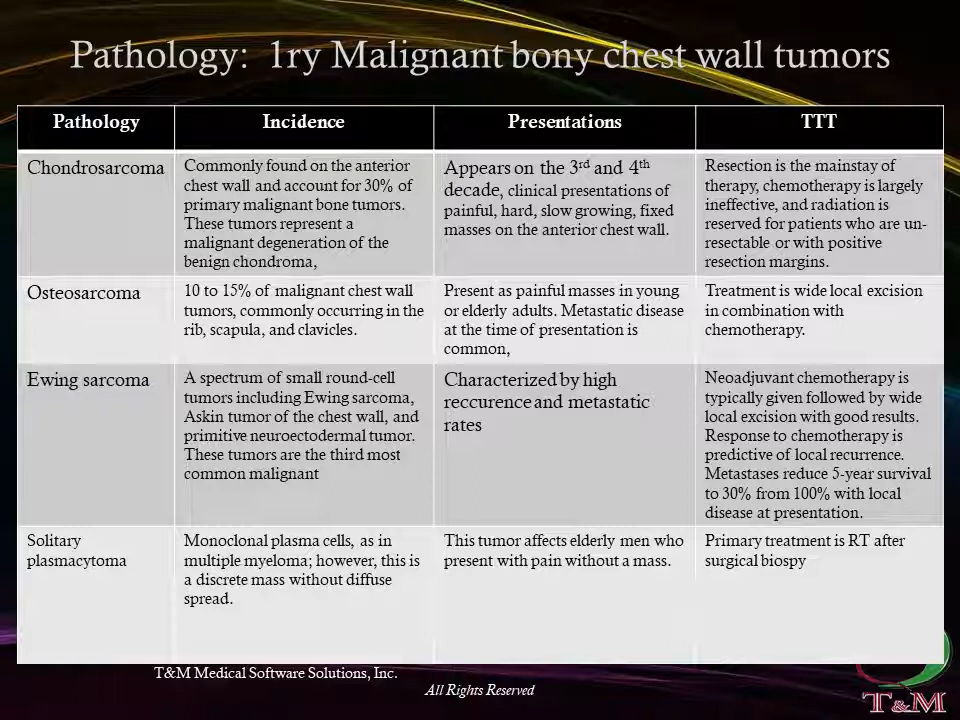 Pathology: 1ry Malignant bony chest wall tumors
Pathology
Incidence
Presentations
TTT
Chondrosarcoma
Commonly found on the anterior
chest wall and account for 30% of
primary malignant bone tumors.
These tumors represent a
malignant degeneration of the
benign chondroma,
Appears on the 3rd and 4th
decade, clinical presentations of
painful, hard, slow growing, fixed
masses on the anterior chest wall.
Resection is the mainstay of
therapy, chemotherapy is largely
ineffective, and radiation is
reserved for patients who are un-
resectable or with positive
resection margins.
Osteosarcoma
10 to 15% of malignant chest wall
tumors, commonly occurring in the
rib, scapula, and clavicles.
Present as painful masses in young
or elderly adults. Metastatic disease
at the time of presentation is
common,
Treatment is wide local excision
in combination with
chemotherapy.
Ewing sarcoma
A spectrum of small round-cell
tumors including Ewing sarcoma,
Askin tumor of the chest wall, and
primitive neuroectodermal tumor.
These tumors are the third most
common malignant
Characterized by high
reccurence and metastatic
rates
Neoadjuvant chemotherapy is
typically given followed by wide
local excision with good results.
Response to chemotherapy is
predictive of local recurrence.
Metastases reduce 5-year survival
to 30% from 100% with local
disease at presentation.
Solitary
plasmacytoma
Monoclonal plasma cells, as in
multiple myeloma; however, this is
a discrete mass without diffuse
spread.
This tumor affects elderly men who
present with pain without a mass.
Primary treatment is RT after
surgical biospy
T&M Medical Software Solutions, Inc.
All Rights Reserved
T&M